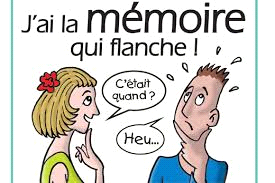 J'ai la mémoire
qui flanche !
C'était
quand ?
Heu...